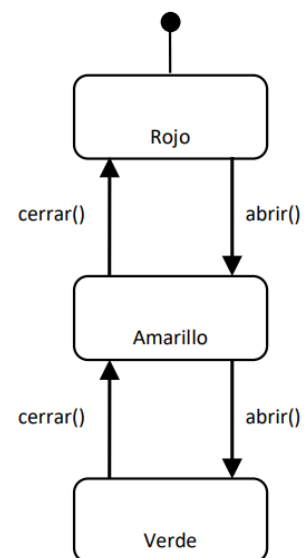 Rojo
cerrar()
abrir()
Amarillo
cerrar()
abrir()
Verde